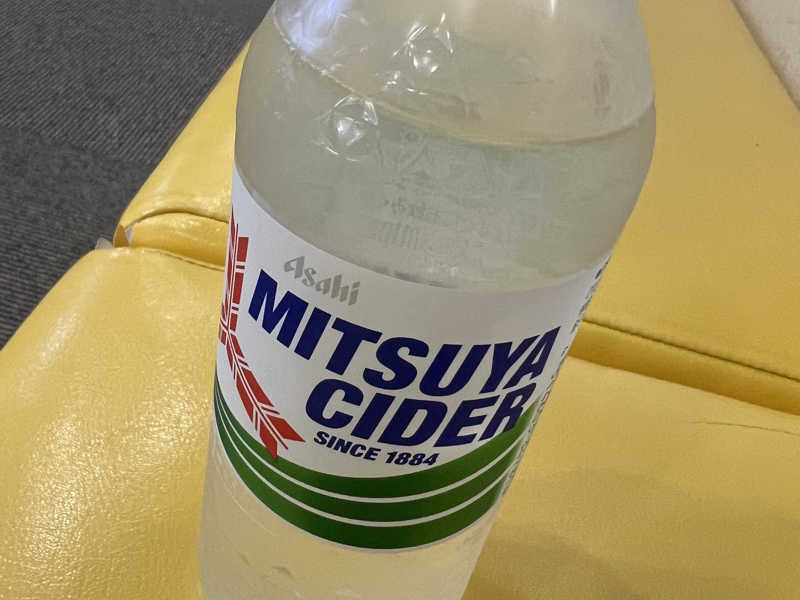 Asahi
MITSUYA
CIDER
SINCE 1884